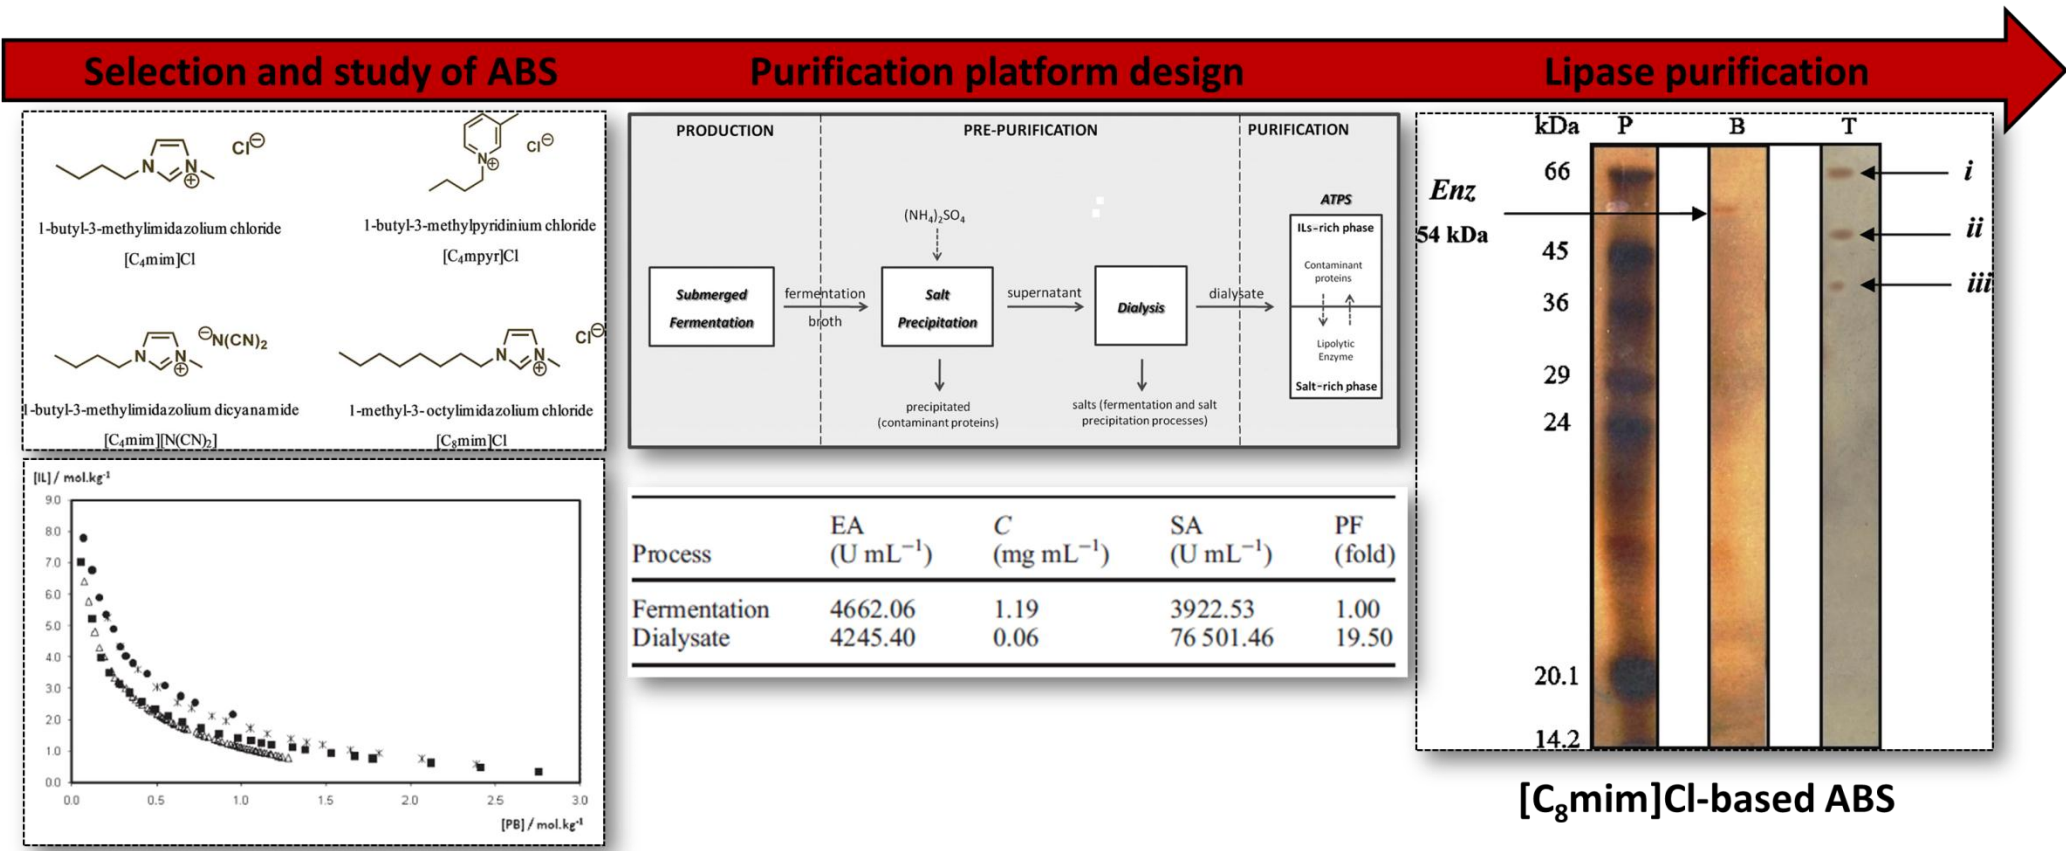 Selection and study of ABS
Purification platform design
Lipase purification
Cl⊖
N
N
⊕
1-butyl-3-methylimidazolium chloride
[C₄mim]Cl
Cl⊖
N⊕
1-butyl-3-methylpyridinium chloride
[C₄mpyr]Cl
⊖N(CN)₂
N
N
⊕
1-butyl-3-methylimidazolium dicyanamide
[C₄mim][N(CN)₂]
Cl⊖
N
N
⊕
1-methyl-3-octylimidazolium chloride
[C₈mim]Cl
[IL] / mol.kg⁻¹
9.0
8.0
7.0
6.0
5.0
4.0
3.0
2.0
1.0
0.0
0.0 0.5 1.0 1.5 2.0 2.5 3.0
[PB] / mol.kg⁻¹
PRODUCTION
PRE-PURIFICATION
PURIFICATION
Submerged
Fermentation
fermentation
broth
(NH₄)₂SO₄
Salt
Precipitation
precipitated
(contaminant proteins)
supernatant
Dialysis
salts (fermentation and salt
precipitation processes)
dialysate
ATPS
ILs-rich phase
Contaminant
proteins
Lipolytic
Enzyme
Salt-rich phase
Process EA (U mL⁻¹) C (mg mL⁻¹) SA (U mL⁻¹) PF (fold)
Fermentation 4662.06 1.19 3922.53 1.00
Dialysate 4245.40 0.06 76 501.46 19.50
kDa P B T
66
45
36
29
24
20.1
14.2
Enz
54 kDa
i
ii
iii
[C₈mim]Cl-based ABS